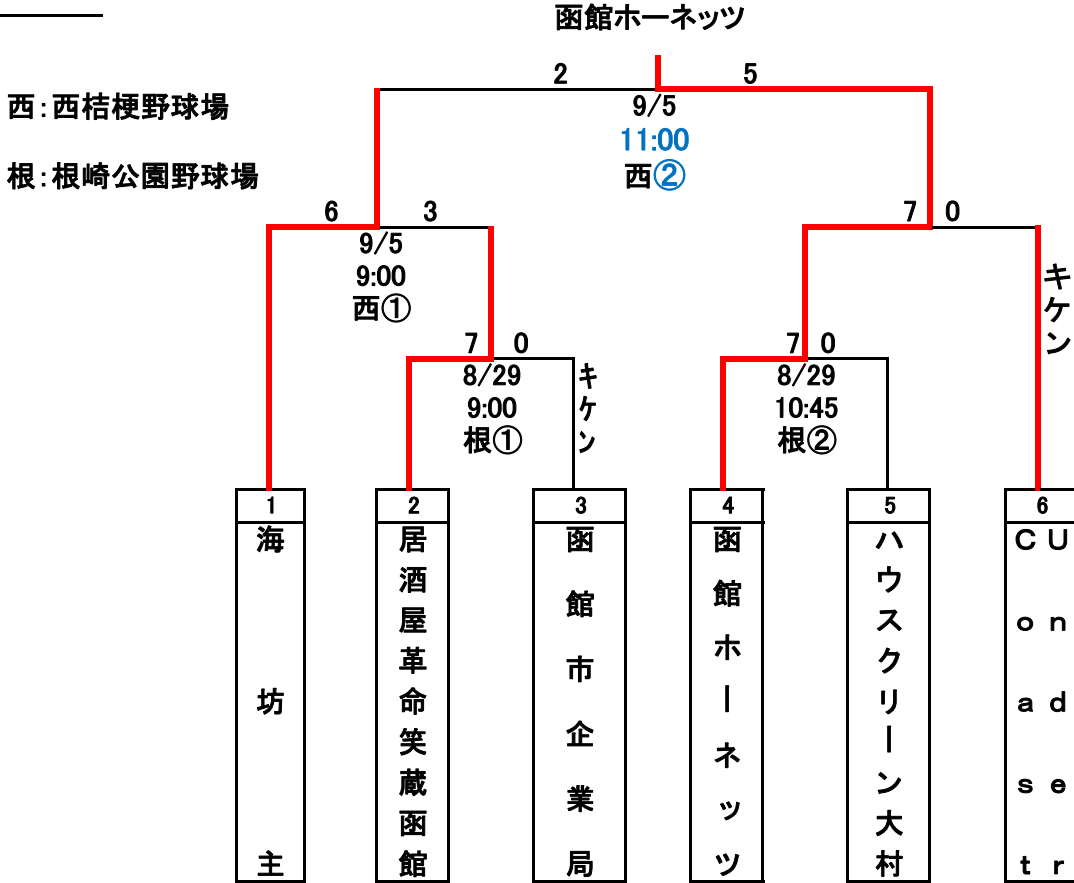 函館ホーネッツ
2 5
西：西桔梗野球場
9/5
11:00
西②
根：根崎公園野球場
6 3
7 0
9/5
9:00
西①
キケン
7 0
8/29
9:00
根①
キケン
7 0
8/29
10:45
根②
1
海坊主
2
居酒屋革命笑蔵函館
3
函館市企業局
4
函館ホーネッツ
5
ハウスクリーン大村
6
Under
Coast